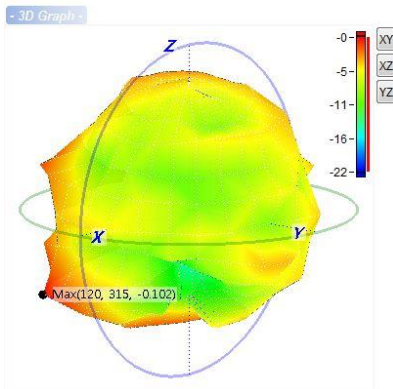 - 3D Graph -
Z
-0-
-5-
-11-
-16-
-22-
XY
XZ
YZ
X
Y
Max(120, 315, -0.102)